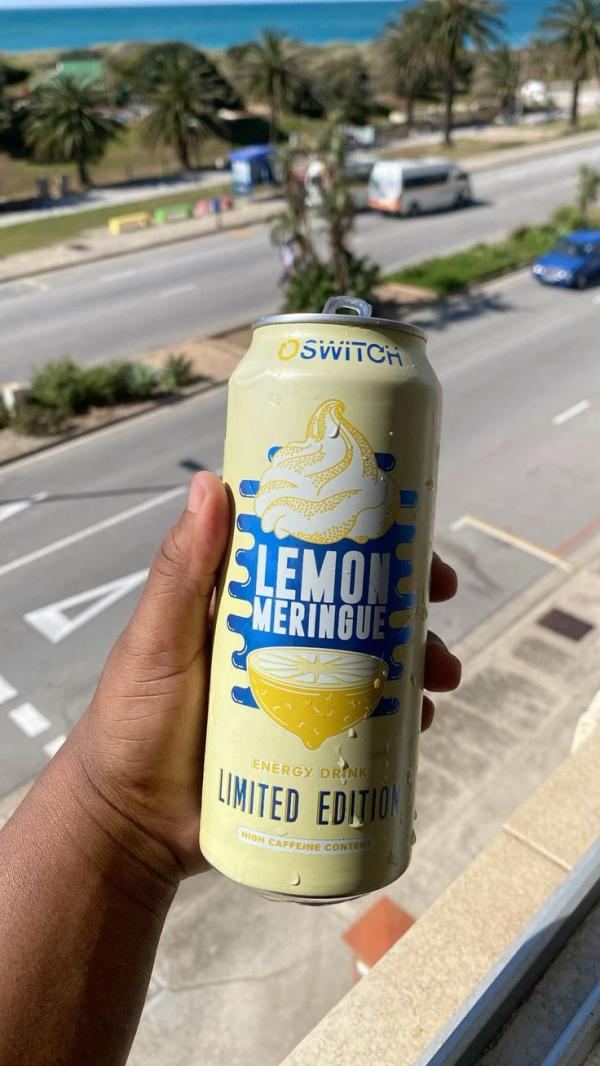 SWITCH
LEMON
MERINGUE
ENERGY DRINK
LIMITED EDITION
HIGH CAFFEINE CONTENT